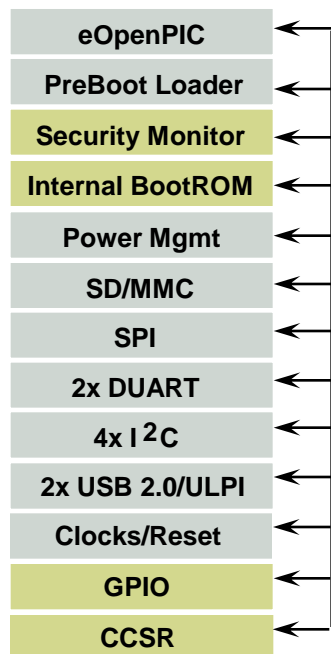 eOpenPIC
PreBoot Loader
Security Monitor
Internal BootROM
Power Mgmt
SD/MMC
SPI
2x DUART
4x I 2C
2x USB 2.0/ULPI
Clocks/Reset
GPIO
CCSR